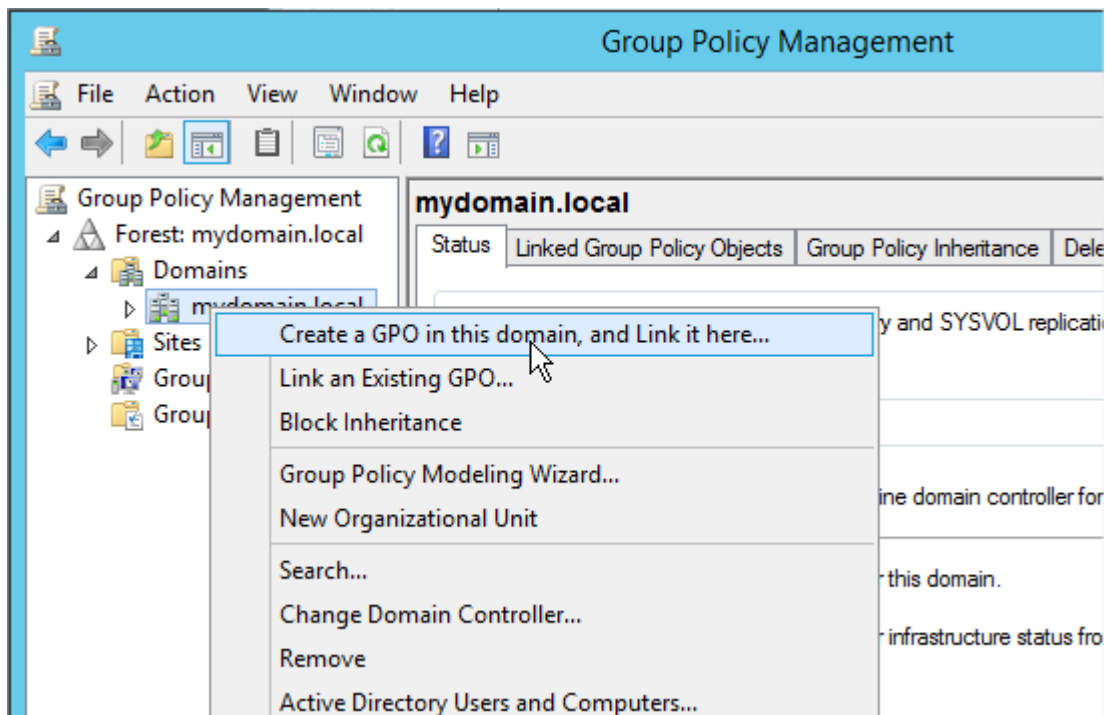 Group Policy Management
File Action View Window Help
Group Policy Management
Forest: mydomain.local
Domains
mydomain.local
Sites
mydomain.local
Status Linked Group Policy Objects Group Policy Inheritance
y and SYSVOL
ine domain controller for
this domain.
infrastructure status
Create a GPO in this domain, and Link it here...
Link an Existing GPO...
Block Inheritance
Group Policy Modeling Wizard...
New Organizational Unit
Search...
Change Domain Controller...
Remove
Active Directory Users and Computers...